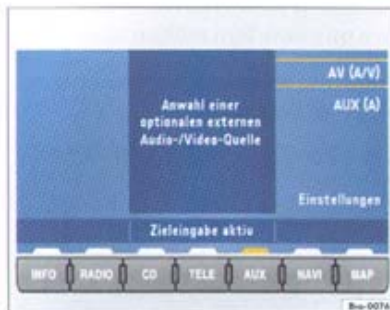 AV (A/V)
Anwahl einer
optionalen externen
Audio-/Video-Quelle
AUX (A)
Einstellungen
Zieleingabe aktiv
INFO RADIO CD TELE AUX NAVI MAP